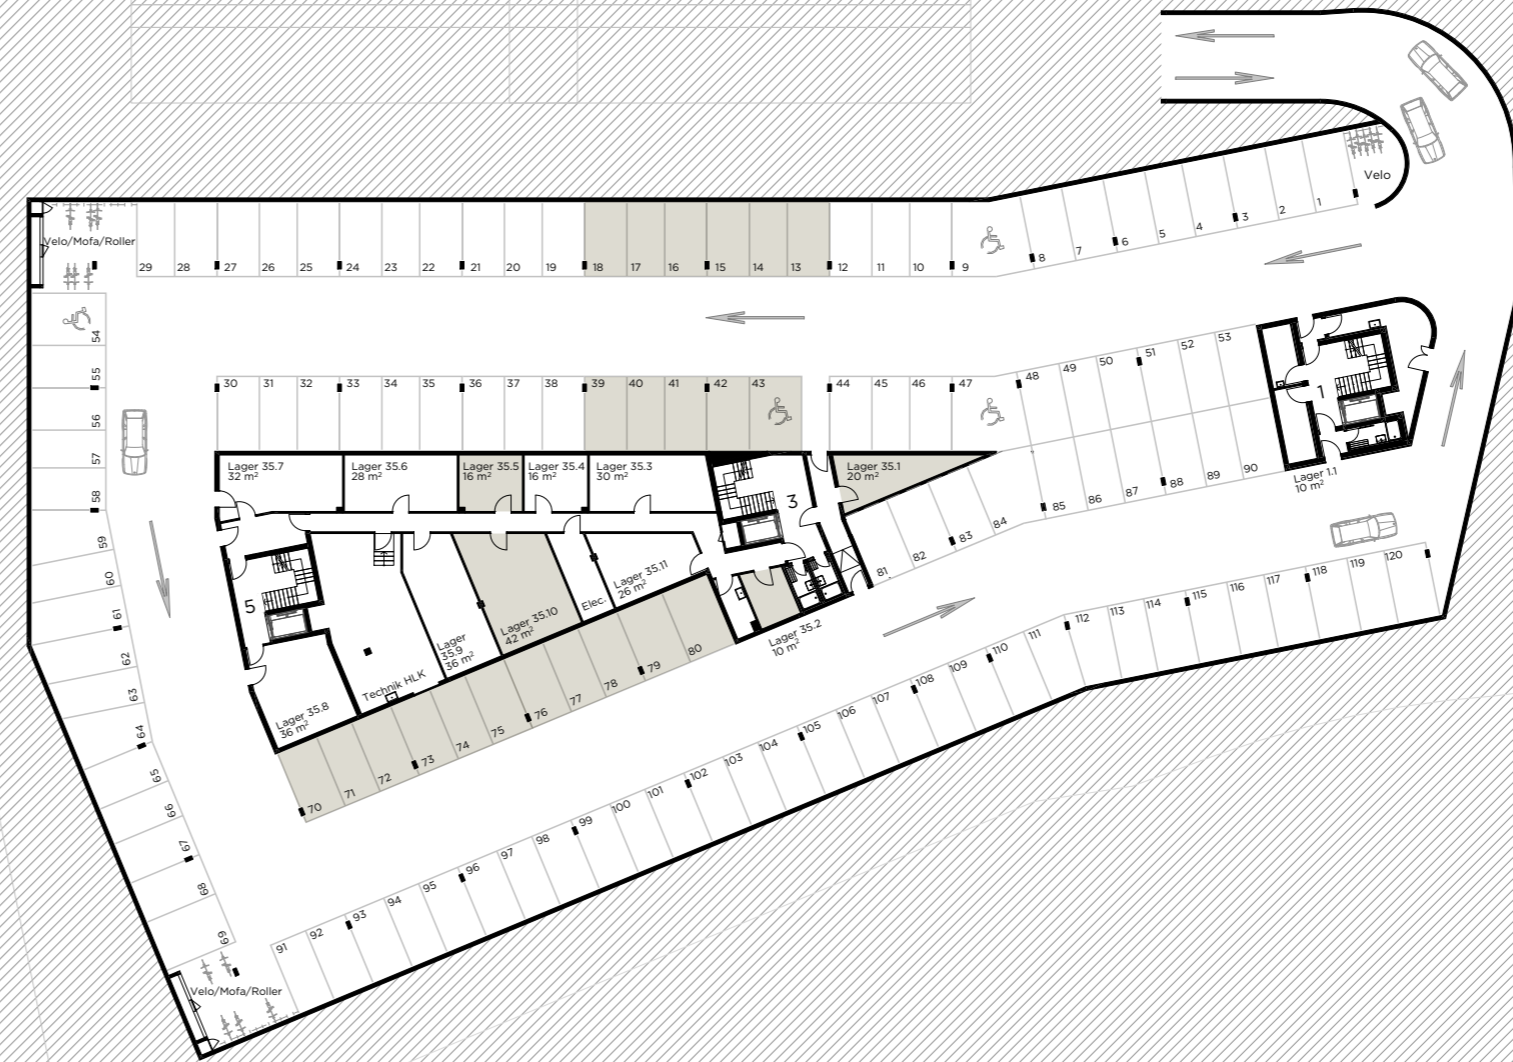 Velo
1
2
3
4
5
6
7
8
Velo/Mofa/Roller
29 28 27 26 25 24 23 22 21 20 19 18 17 16 15 14 13 12 11 10 9
54
55
56
57
58
59
60
61
62
63
64
65
66
67
68
69
30 31 32 33 34 35 36 37 38 39 40 41 42 43 44 45 46 47
48 49 50 51 52 53
1
Lager 1.1
10 m²
Lager 35.7
32 m²
Lager 35.6
28 m²
Lager 35.5
16 m²
Lager 35.4
16 m²
Lager 35.3
30 m²
3
Lager 35.1
20 m²
81 82 83 84 85 86 87 88 89 90
5
Lager 35.8
36 m²
Technik HLK
Lager
35.9
36 m²
Lager 35.10
42 m²
Elec.
Lager 35.11
26 m²
Lager 35.2
10 m²
70 71 72 73 74 75 76 77 78 79 80
91 92 93 94 95 96 97 98 99 100 101 102 103 104 105 106 107 108 109 110 111 112 113 114 115 116 117 118 119 120
Velo/Mofa/Roller